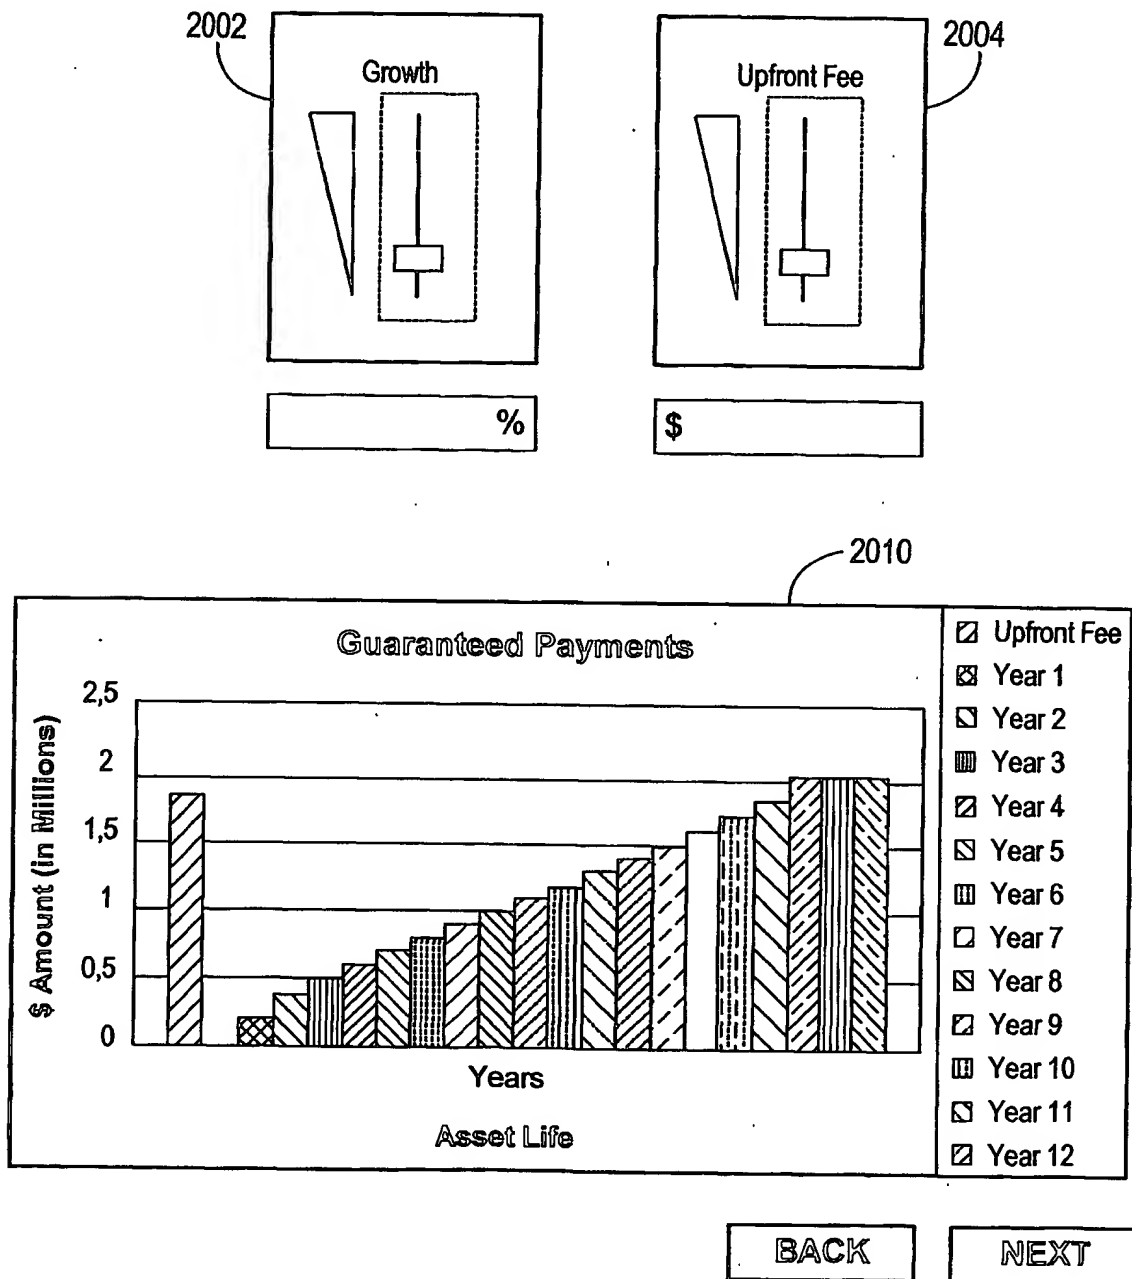 2002
2004
Growth
Upfront Fee
%
$
2010
Guaranteed Payments
$ Amount (in Millions)
2,5
2
1,5
1
0,5
0
Years
Asset Life
Upfront Fee
Year 1
Year 2
Year 3
Year 4
Year 5
Year 6
Year 7
Year 8
Year 9
Year 10
Year 11
Year 12
BACK
NEXT